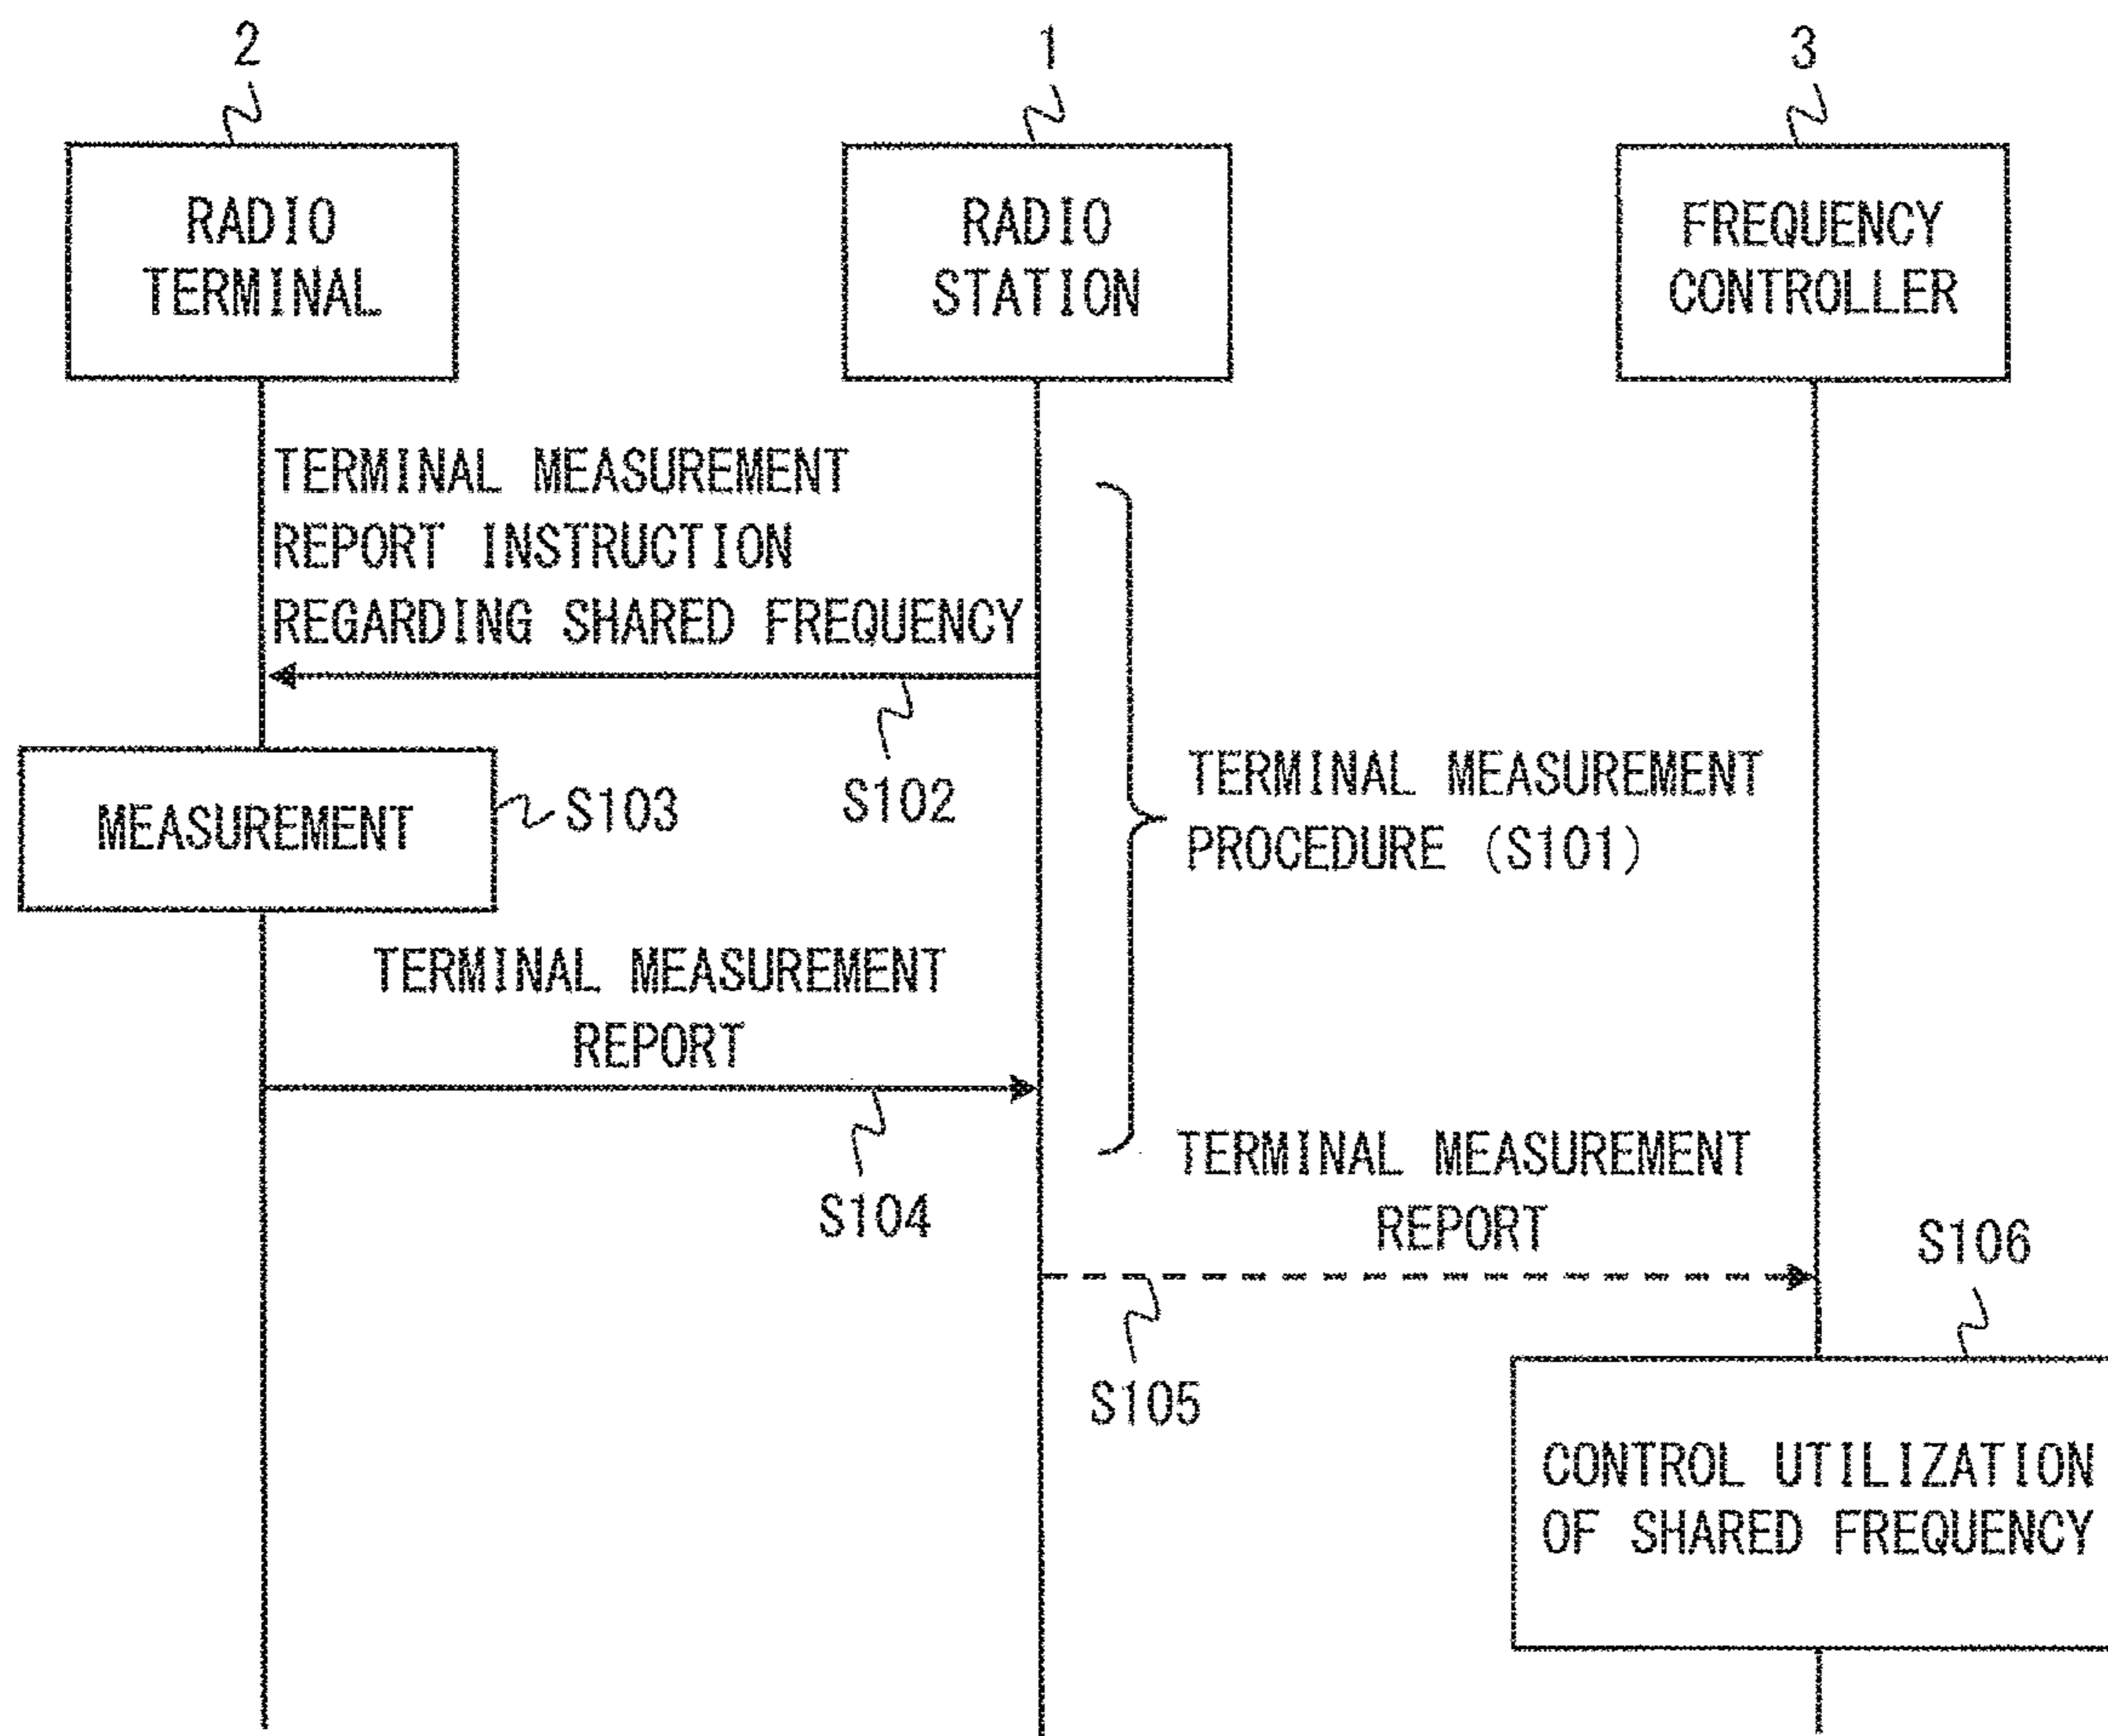 2
1
3
RADIO
TERMINAL
RADIO
STATION
FREQUENCY
CONTROLLER
TERMINAL MEASUREMENT
REPORT INSTRUCTION
REGARDING SHARED FREQUENCY
S102
MEASUREMENT
S103
TERMINAL MEASUREMENT
PROCEDURE (S101)
TERMINAL MEASUREMENT
REPORT
S104
TERMINAL MEASUREMENT
REPORT
S105
S106
CONTROL UTILIZATION
OF SHARED FREQUENCY